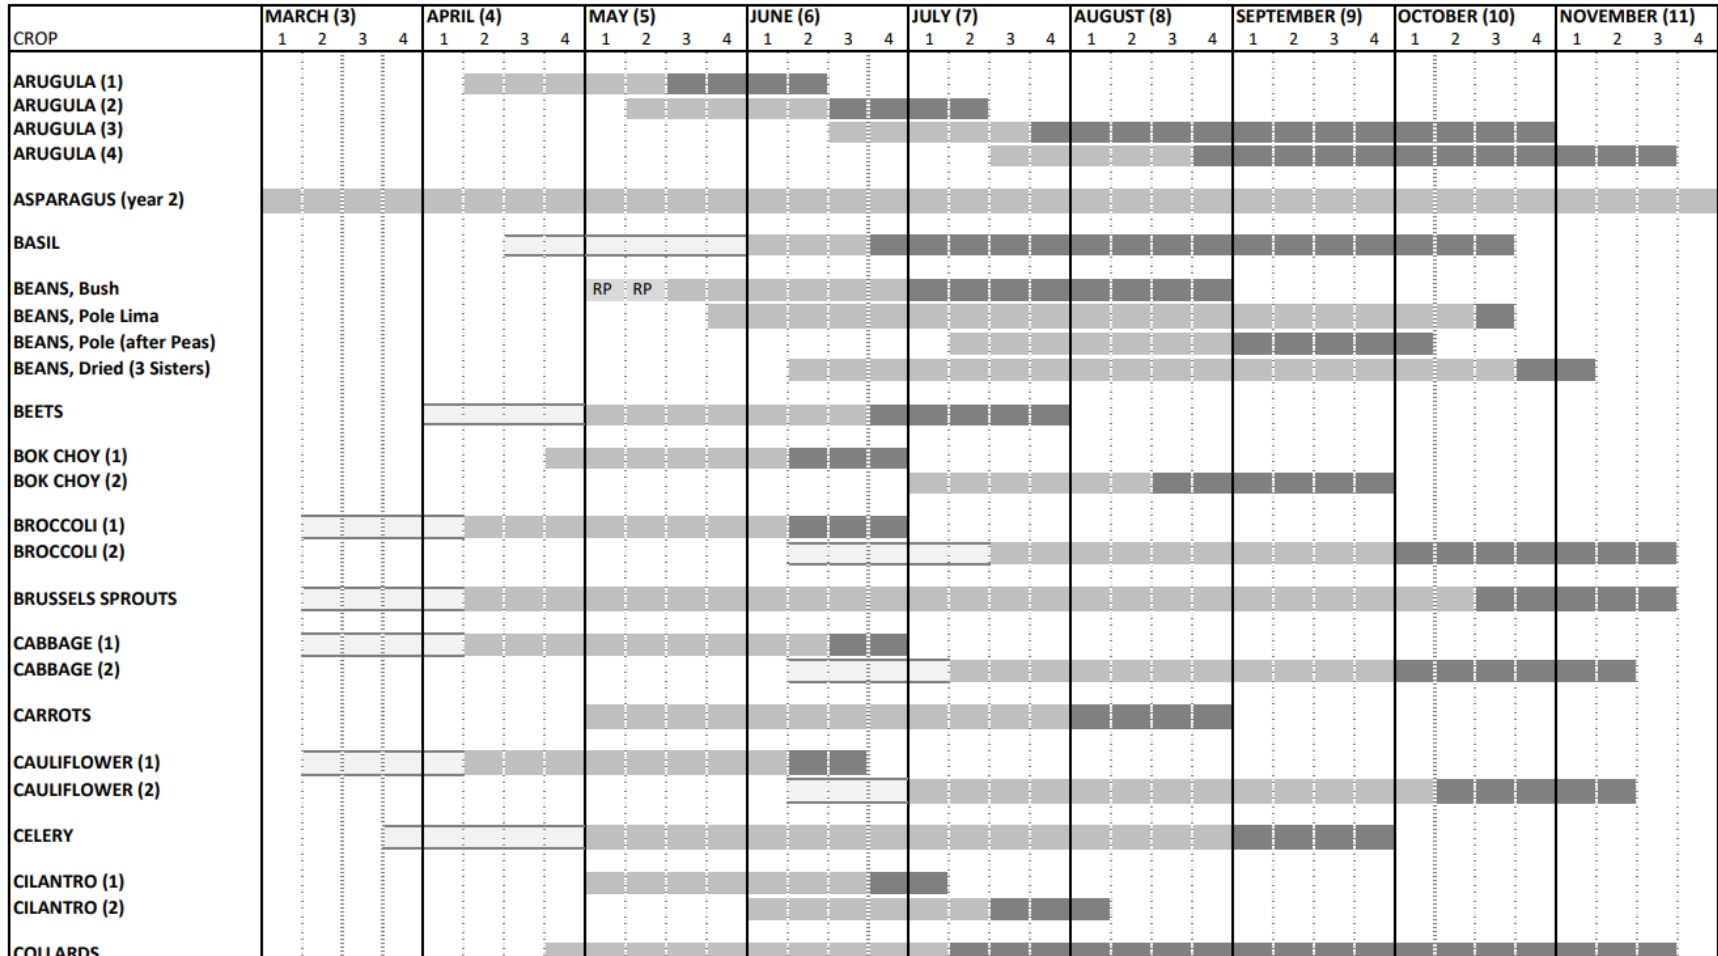 MARCH (3) APRIL (4) MAY (5) JUNE (6) JULY (7) AUGUST (8) SEPTEMBER (9) OCTOBER (10) NOVEMBER (11)
CROP 1 2 3 4 1 2 3 4 1 2 3 4 1 2 3 4 1 2 3 4 1 2 3 4 1 2 3 4 1 2 3 4 1 2 3 4
ARUGULA (1)
ARUGULA (2)
ARUGULA (3)
ARUGULA (4)
ASPARAGUS (year 2)
BASIL
BEANS, Bush RP RP
BEANS, Pole Lima
BEANS, Pole (after Peas)
BEANS, Dried (3 Sisters)
BEETS
BOK CHOY (1)
BOK CHOY (2)
BROCCOLI (1)
BROCCOLI (2)
BRUSSELS SPROUTS
CABBAGE (1)
CABBAGE (2)
CARROTS
CAULIFLOWER (1)
CAULIFLOWER (2)
CELERY
CILANTRO (1)
CILANTRO (2)
COLLARDS